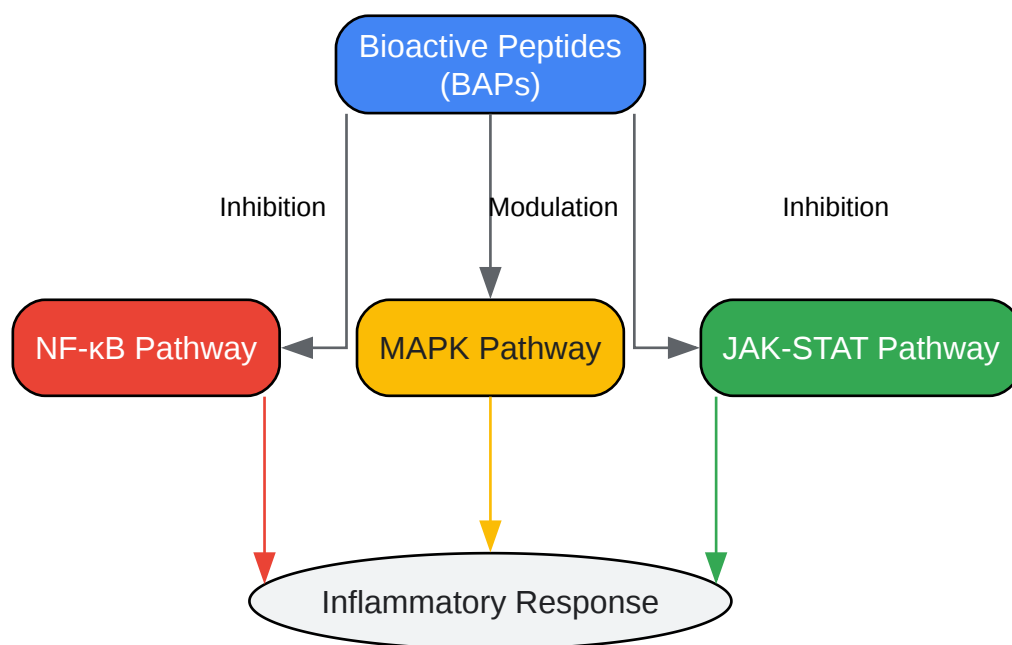 Bioactive Peptides
(BAPs)
Inhibition
Modulation
Inhibition
NF-κB Pathway
MAPK Pathway
JAK-STAT Pathway
Inflammatory Response